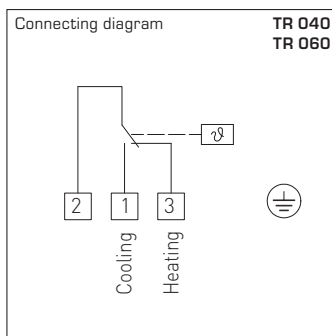 Connecting diagram TR 040
TR 060
ϑ
2 1 3
Cooling Heating